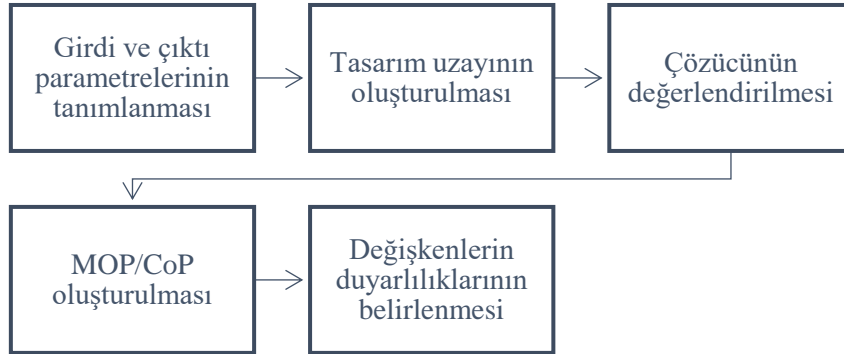 Girdi ve çıktı
parametrelerinin
tanımlanması
Tasarım uzayının
oluşturulması
Çözücünün
değerlendirilmesi
MOP/CoP
oluşturulması
Değişkenlerin
duyarlılıklarının
belirlenmesi